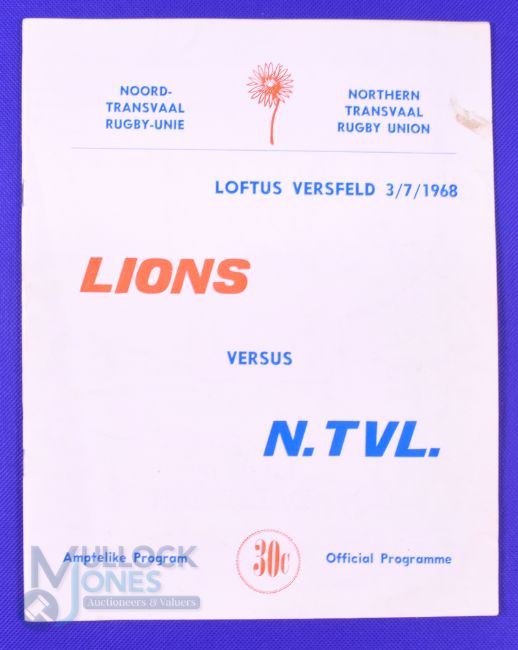 NOORD-
TRANSVAAL
RUGBY-UNIE
NORTHERN
TRANSVAAL
RUGBY UNION
LOFTUS VERSFELD 3/7/1968
LIONS
VERSUS
N. TVL.
Amptelike Program
30c
Official Programme
MULLOCK
JONES
Auctioneers & Valuers